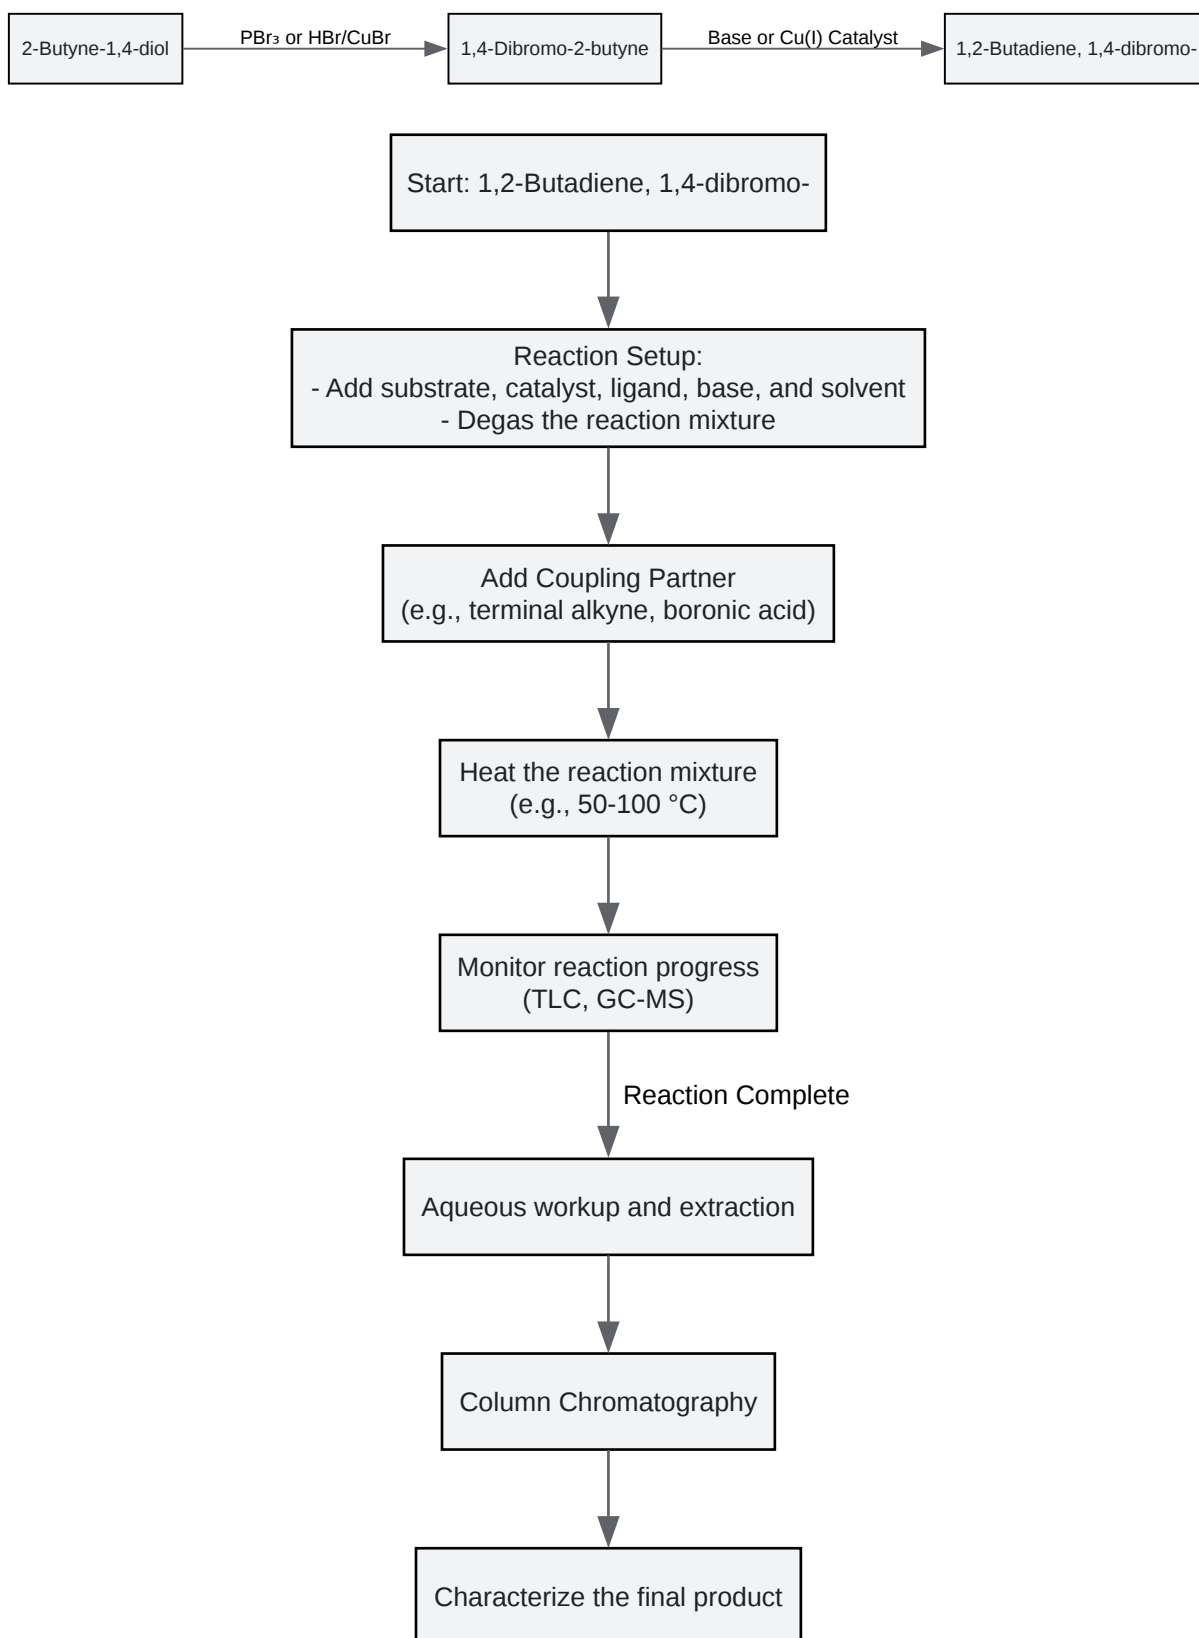 2-Butyne-1,4-diol
PBr₃ or HBr/CuBr
1,4-Dibromo-2-butyne
Base or Cu(I) Catalyst
1,2-Butadiene, 1,4-dibromo-
Start: 1,2-Butadiene, 1,4-dibromo-
Reaction Setup:
- Add substrate, catalyst, ligand, base, and solvent
- Degas the reaction mixture
Add Coupling Partner
(e.g., terminal alkyne, boronic acid)
Heat the reaction mixture
(e.g., 50-100 °C)
Monitor reaction progress
(TLC, GC-MS)
Reaction Complete
Aqueous workup and extraction
Column Chromatography
Characterize the final product